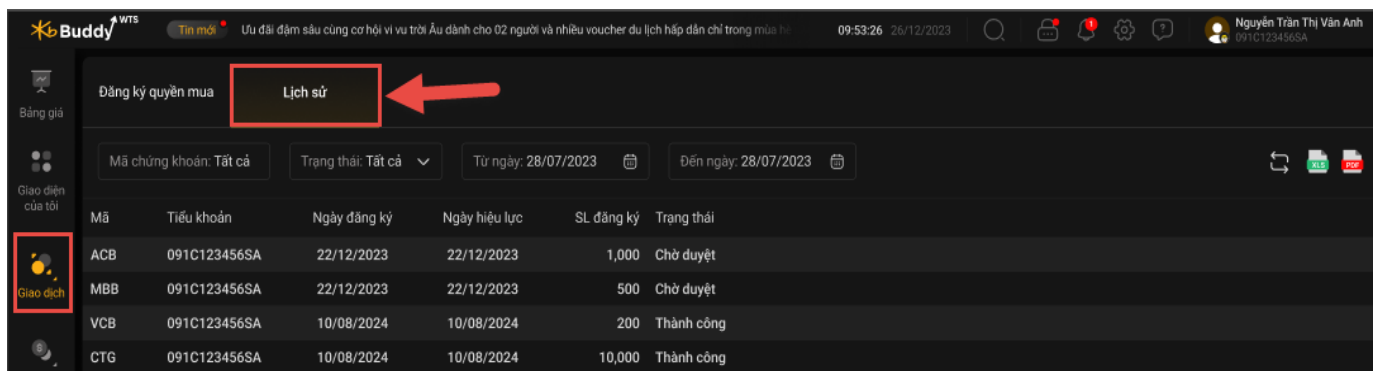 KbBuddy WTS
Tin mới Ưu đãi đậm sâu cùng cơ hội vi vu trời Âu dành cho 02 người và nhiều voucher du lịch hấp dẫn chỉ trong mùa 09:53:26 26/12/2023 1 ? Nguyễn Trần Thị Vân Anh
091C123456SA
Bảng giá
Giao diện
của tôi
Giao dịch
Đăng ký quyền mua Lịch sử
Mã chứng khoán: Tất cả Trạng thái: Tất cả Từ ngày: 28/07/2023 Đến ngày: 28/07/2023 XLS PDF
Mã Tiểu khoản Ngày đăng ký Ngày hiệu lực SL đăng ký Trạng thái
ACB 091C123456SA 22/12/2023 22/12/2023 1,000 Chờ duyệt
MBB 091C123456SA 22/12/2023 22/12/2023 500 Chờ duyệt
VCB 091C123456SA 10/08/2024 10/08/2024 200 Thành công
CTG 091C123456SA 10/08/2024 10/08/2024 10,000 Thành công